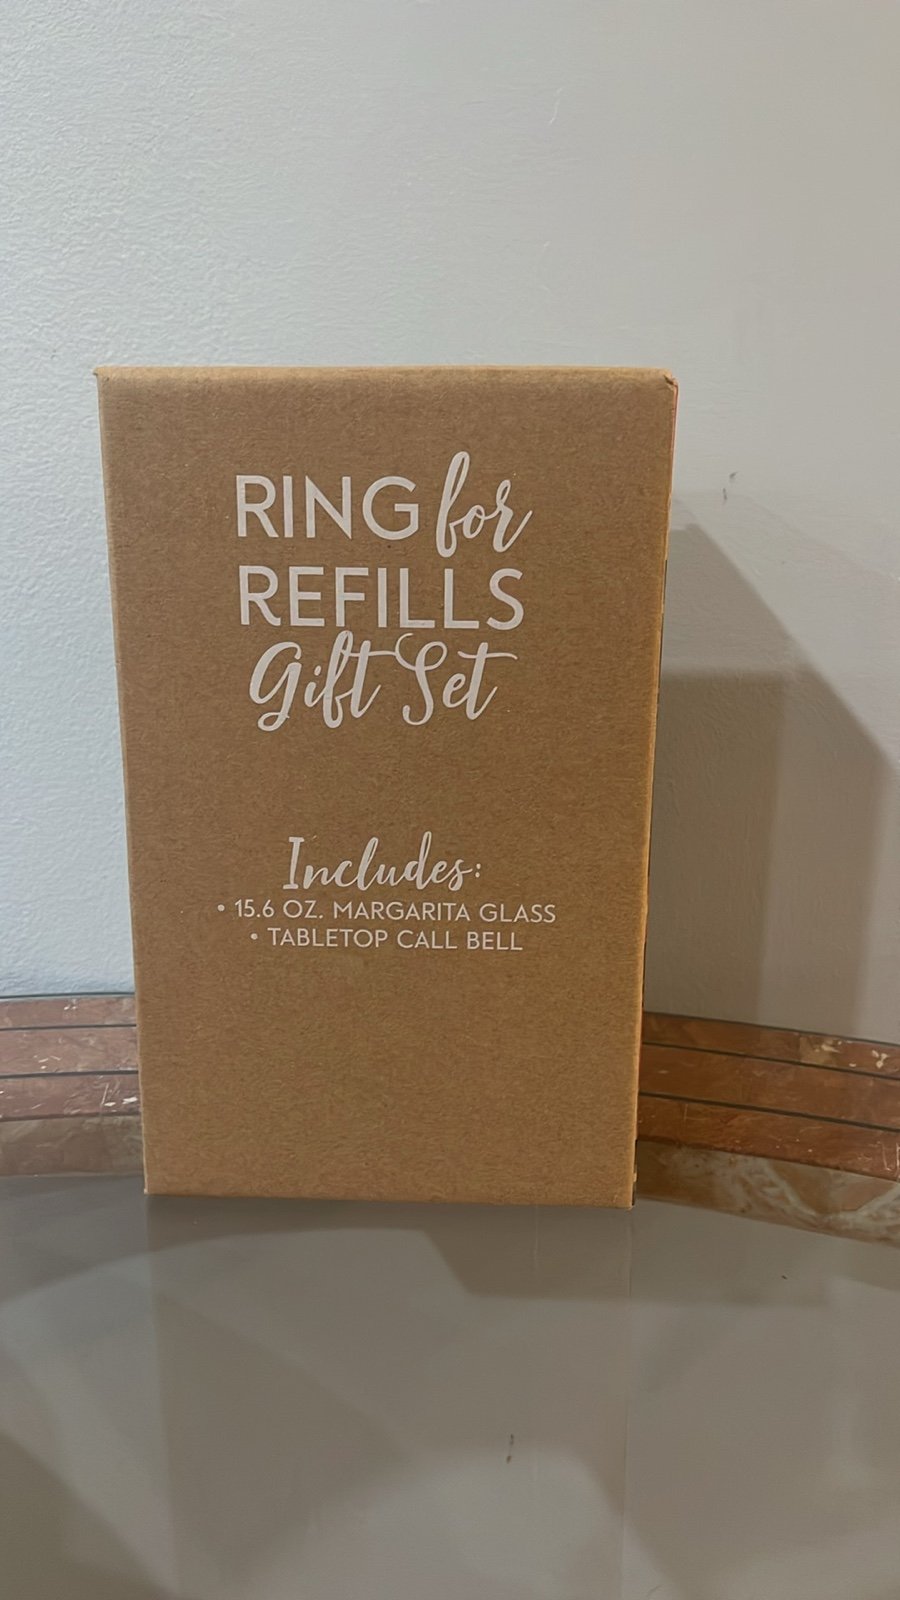 RING for
REFILLS
Gift Set
Includes:
• 15.6 OZ. MARGARITA GLASS
• TABLETOP CALL BELL